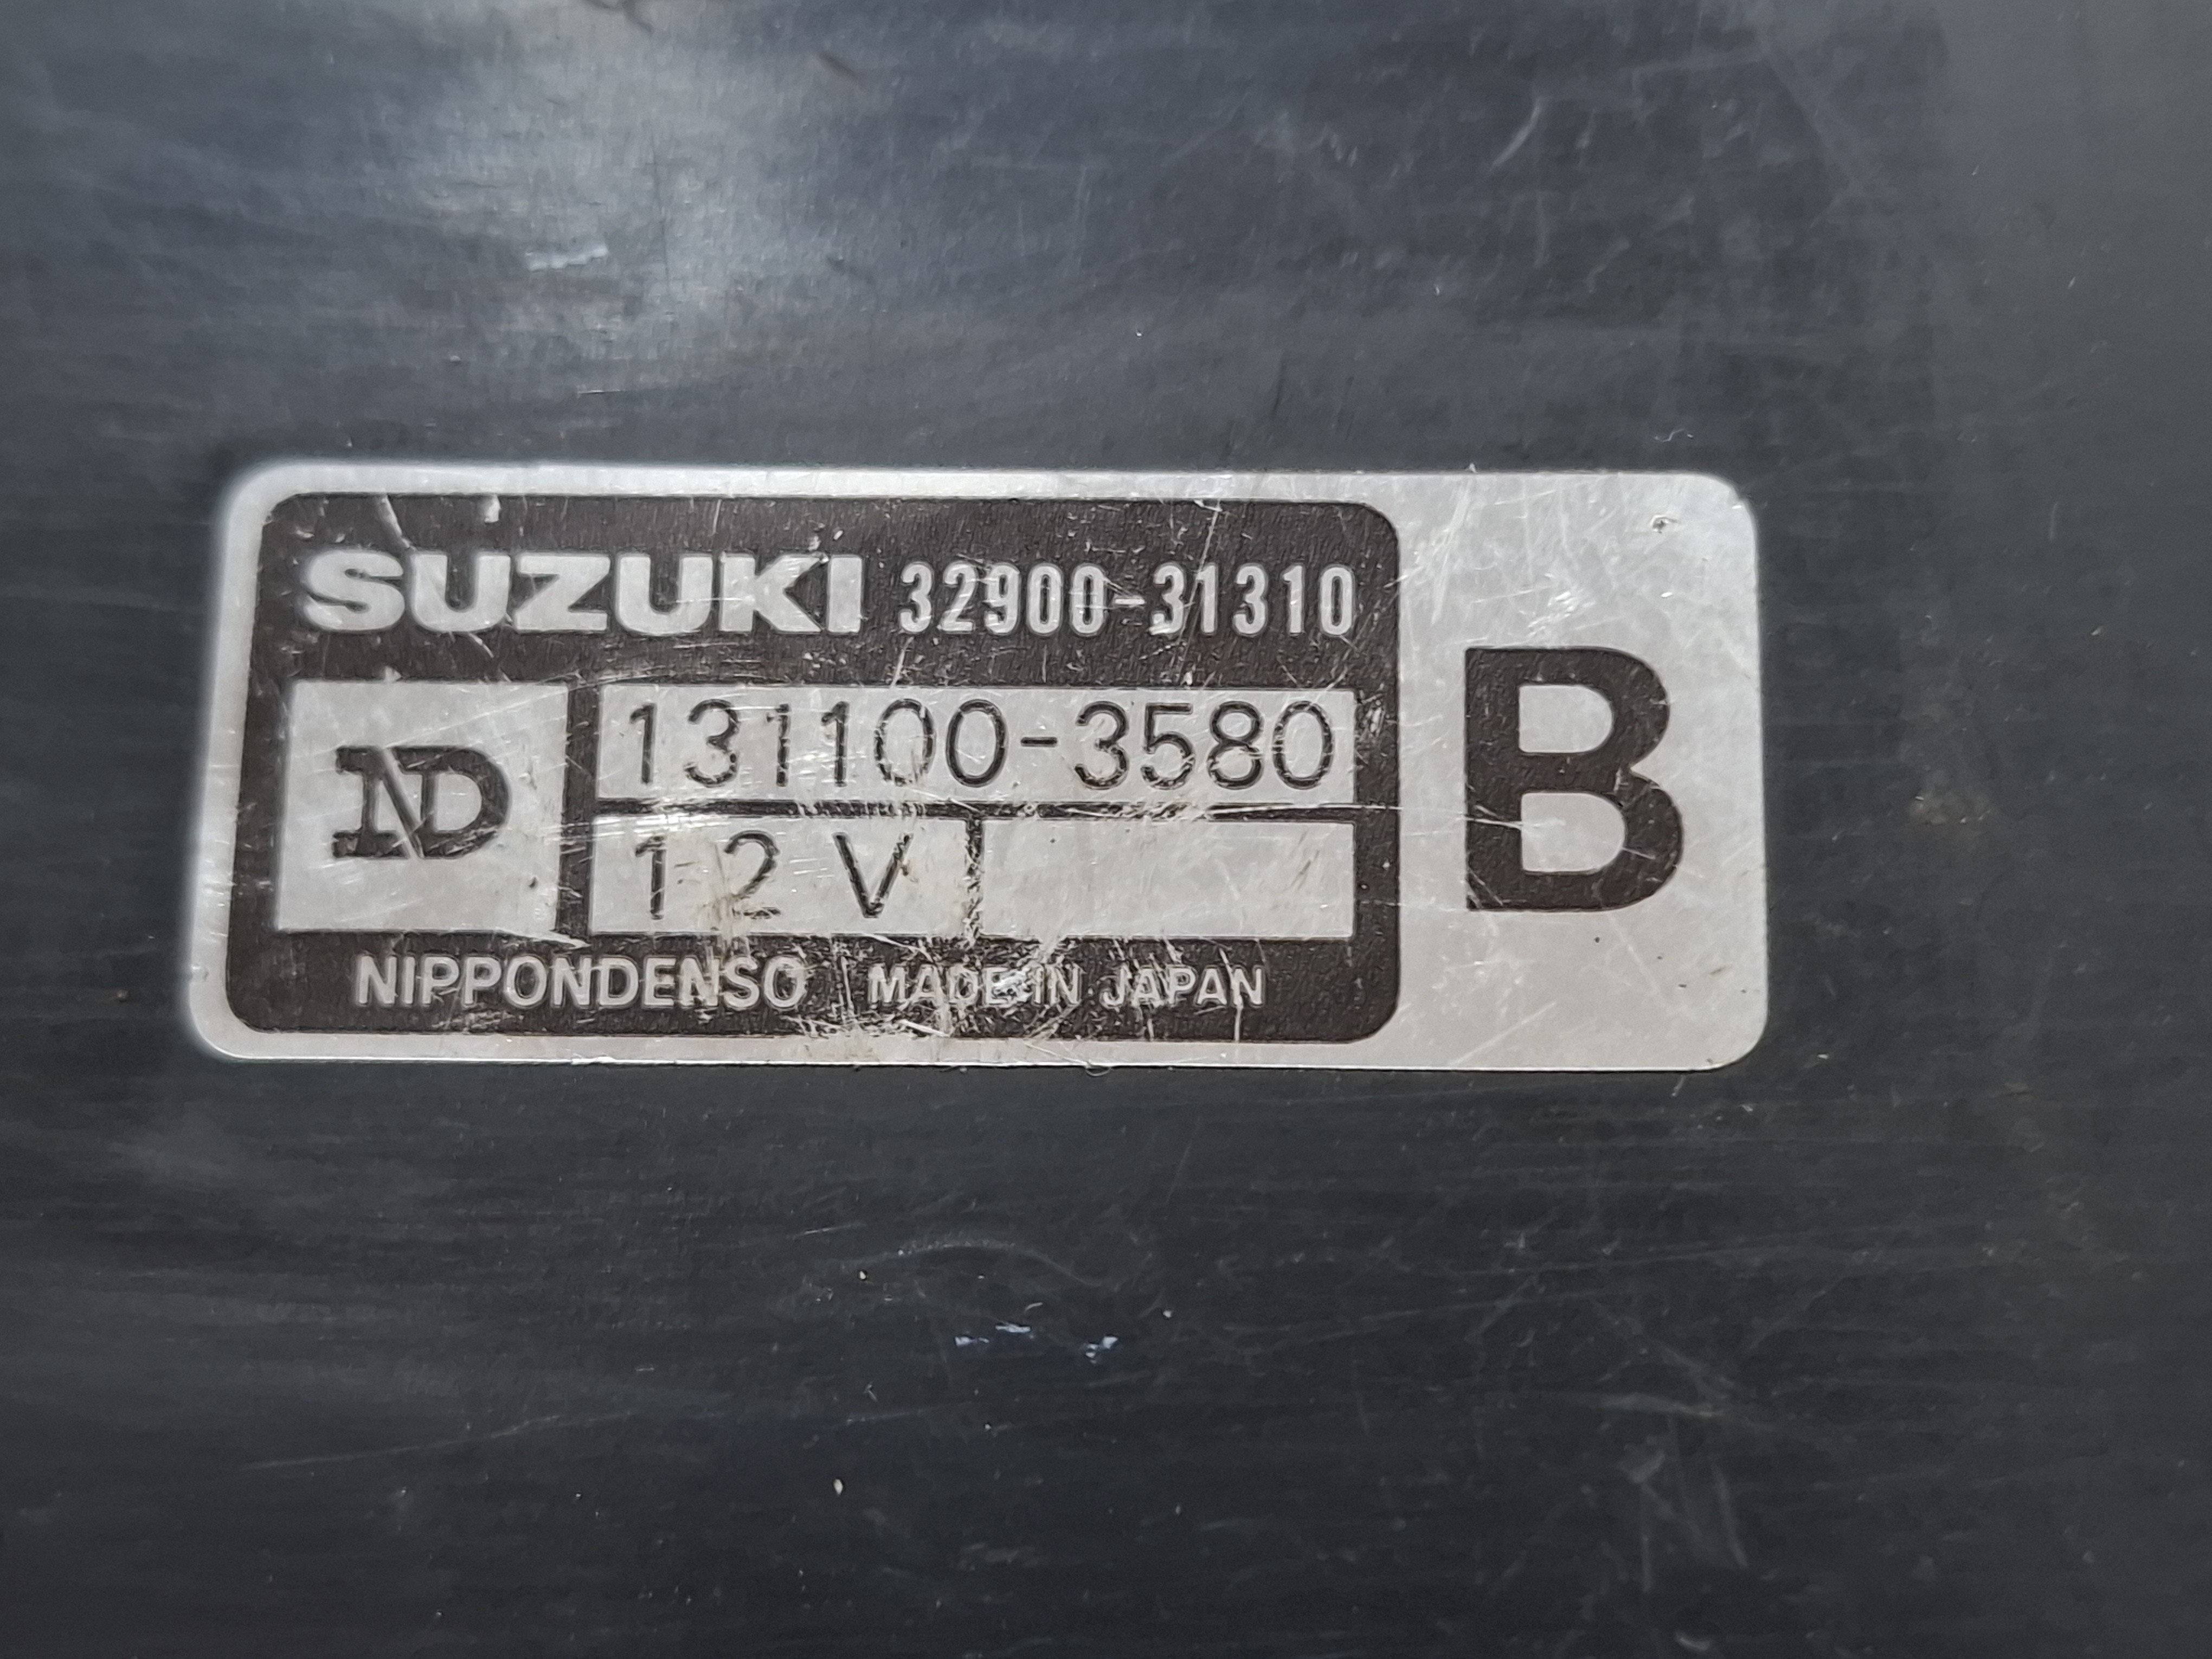 SUZUKI 32900-31310
ND 131100-3580
12V
NIPPONDENSO MADE IN JAPAN
B